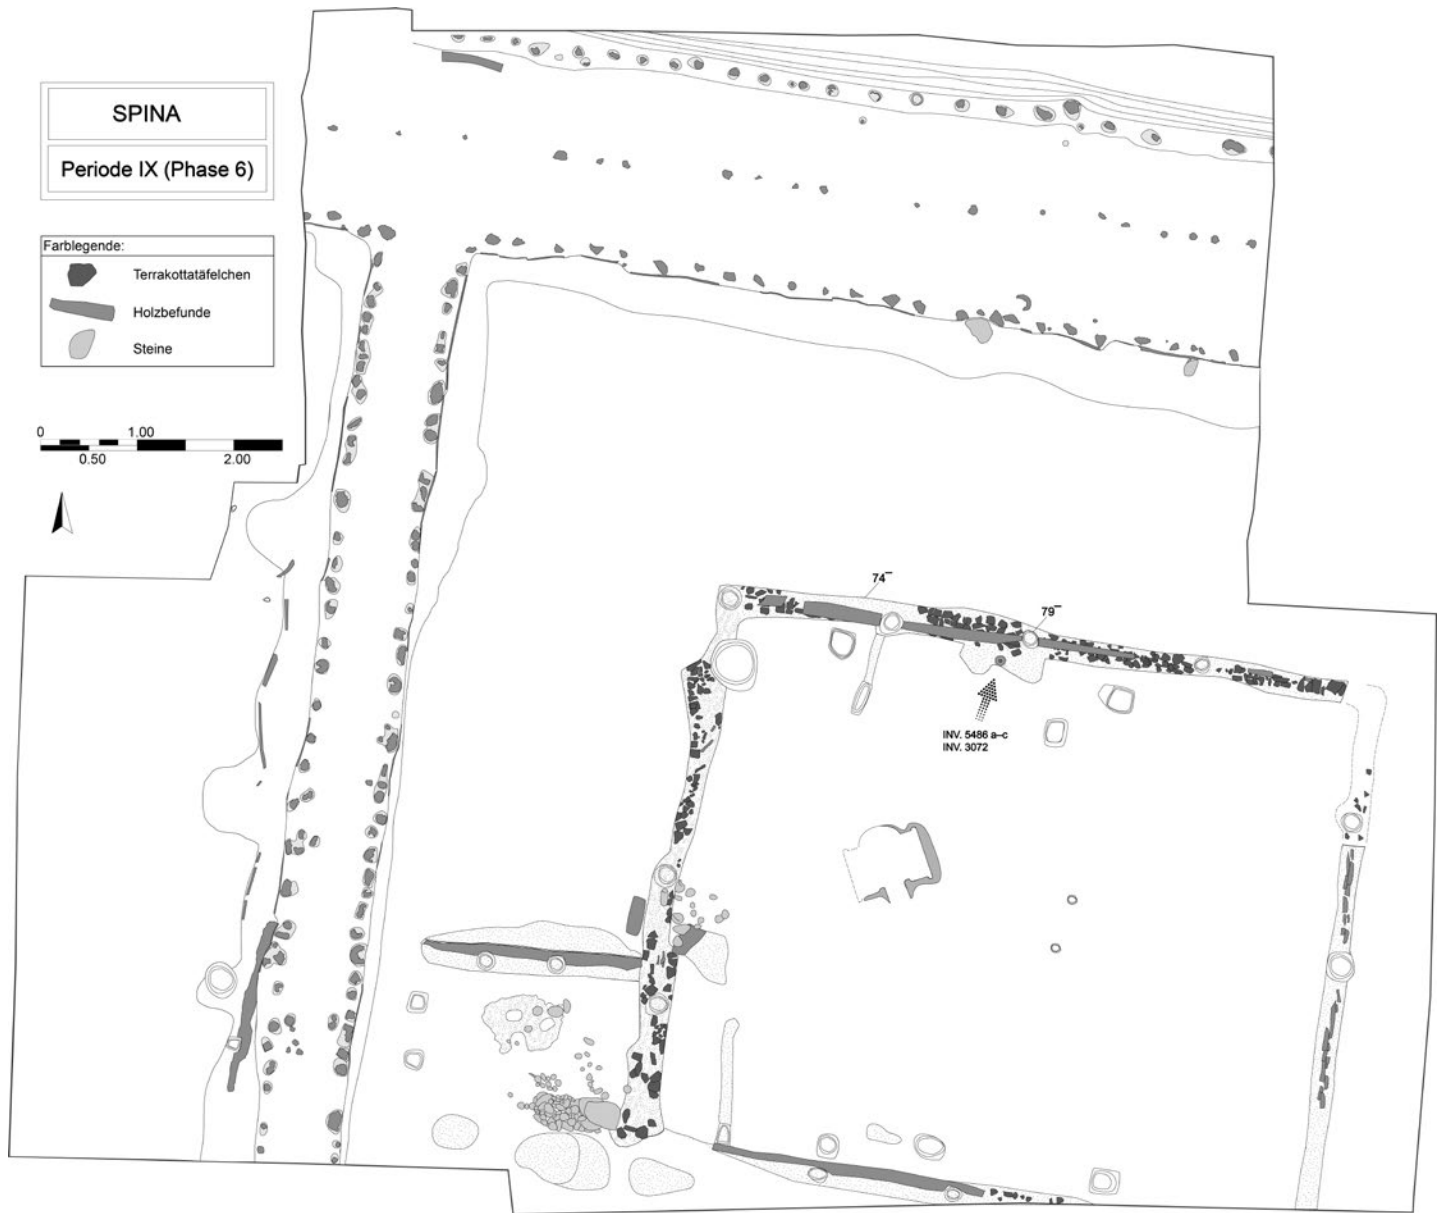 SPINA
Periode IX (Phase 6)
Farblegende:
Terrakottatäfelchen
Holzbefunde
Steine
0 1.00
0.50 2.00
74–
79–
INV. 5486 a–c
INV. 3072